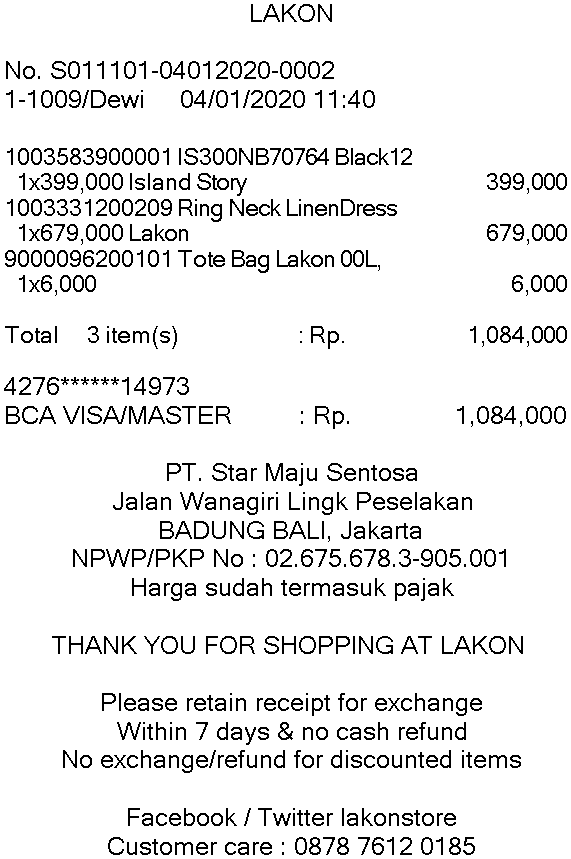 LAKON
No. S011101-04012020-0002
1-1009/Dewi 04/01/2020 11:40
1003583900001 IS300NB70764 Black12
1x399,000 Island Story 399,000
1003331200209 Ring Neck LinenDress
1x679,000 Lakon 679,000
9000096200101 Tote Bag Lakon 00L,
1x6,000 6,000
Total 3 item(s) : Rp. 1,084,000
4276******14973
BCA VISA/MASTER : Rp. 1,084,000
PT. Star Maju Sentosa
Jalan Wanagiri Lingk Peselakan
BADUNG BALI, Jakarta
NPWP/PKP No : 02.675.678.3-905.001
Harga sudah termasuk pajak
THANK YOU FOR SHOPPING AT LAKON
Please retain receipt for exchange
Within 7 days & no cash refund
No exchange/refund for discounted items
Facebook / Twitter lakonstore
Customer care : 0878 7612 0185